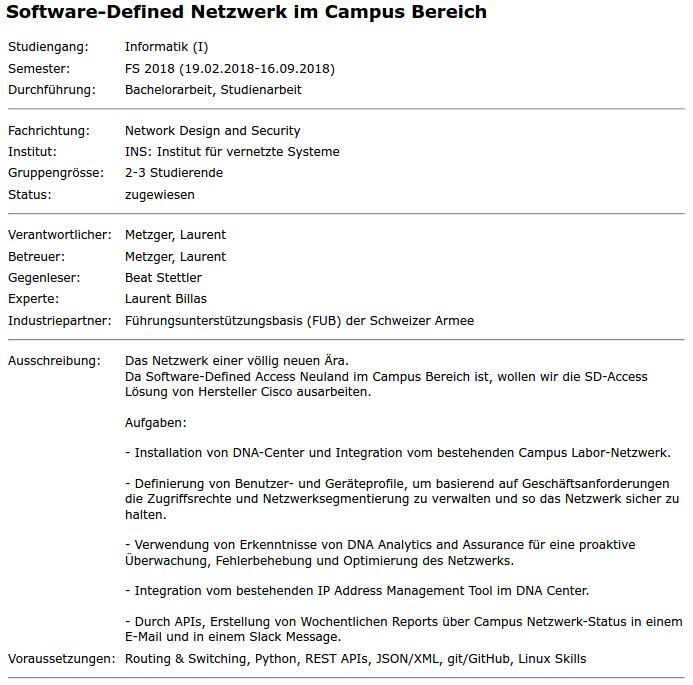 Software-Defined Netzwerk im Campus Bereich
Studiengang: Informatik (I)
Semester: FS 2018 (19.02.2018-16.09.2018)
Durchführung: Bachelorarbeit, Studienarbeit
Fachrichtung: Network Design and Security
Institut: INS: Institut für vernetzte Systeme
Gruppengrösse: 2-3 Studierende
Status: zugewiesen
Verantwortlicher: Metzger, Laurent
Betreuer: Metzger, Laurent
Gegenleser: Beat Stettler
Experte: Laurent Billas
Industriepartner: Führungsunterstützungsbasis (FUB) der Schweizer Armee
Ausschreibung: Das Netzwerk einer völlig neuen Ära.
Da Software-Defined Access Neuland im Campus Bereich ist, wollen wir die SD-Access
Lösung von Hersteller Cisco ausarbeiten.
Aufgaben:
- Installation von DNA-Center und Integration vom bestehenden Campus Labor-Netzwerk.
- Definierung von Benutzer- und Geräteprofile, um basierend auf Geschäftsanforderungen
die Zugriffsrechte und Netzwerksegmentierung zu verwalten und so das Netzwerk sicher zu
halten.
- Verwendung von Erkenntnisse von DNA Analytics and Assurance für eine proaktive
Überwachung, Fehlerbehebung und Optimierung des Netzwerks.
- Integration vom bestehenden IP Address Management Tool im DNA Center.
- Durch APIs, Erstellung von Wochentlichen Reports über Campus Netzwerk-Status in einem
E-Mail und in einem Slack Message.
Voraussetzungen: Routing & Switching, Python, REST APIs, JSON/XML, git/GitHub, Linux Skills